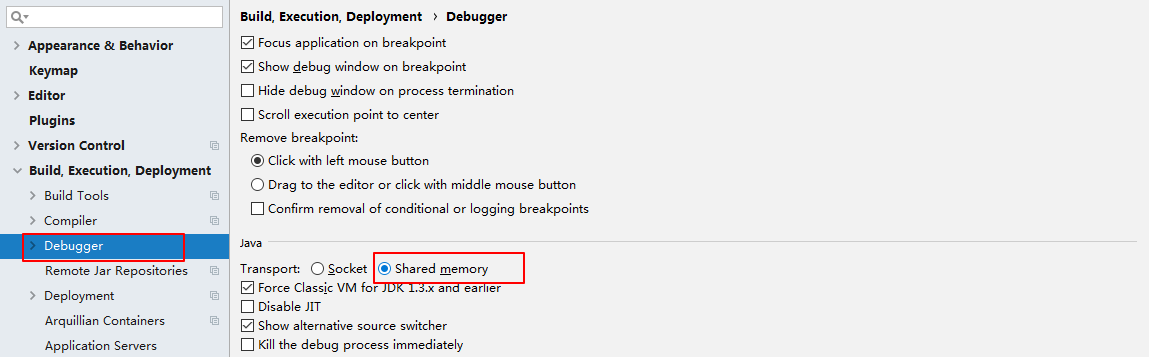 Appearance & Behavior
Keymap
Editor
Plugins
Version Control
Build, Execution, Deployment
Build Tools
Compiler
Debugger
Remote Jar Repositories
Deployment
Arquillian Containers
Application Servers
Build, Execution, Deployment › Debugger
Focus application on breakpoint
Show debug window on breakpoint
Hide debug window on process termination
Scroll execution point to center
Remove breakpoint:
Click with left mouse button
Drag to the editor or click with middle mouse button
Confirm removal of conditional or logging breakpoints
Java
Transport: Socket Shared memory
Force Classic VM for JDK 1.3.x and earlier
Disable JIT
Show alternative source switcher
Kill the debug process immediately